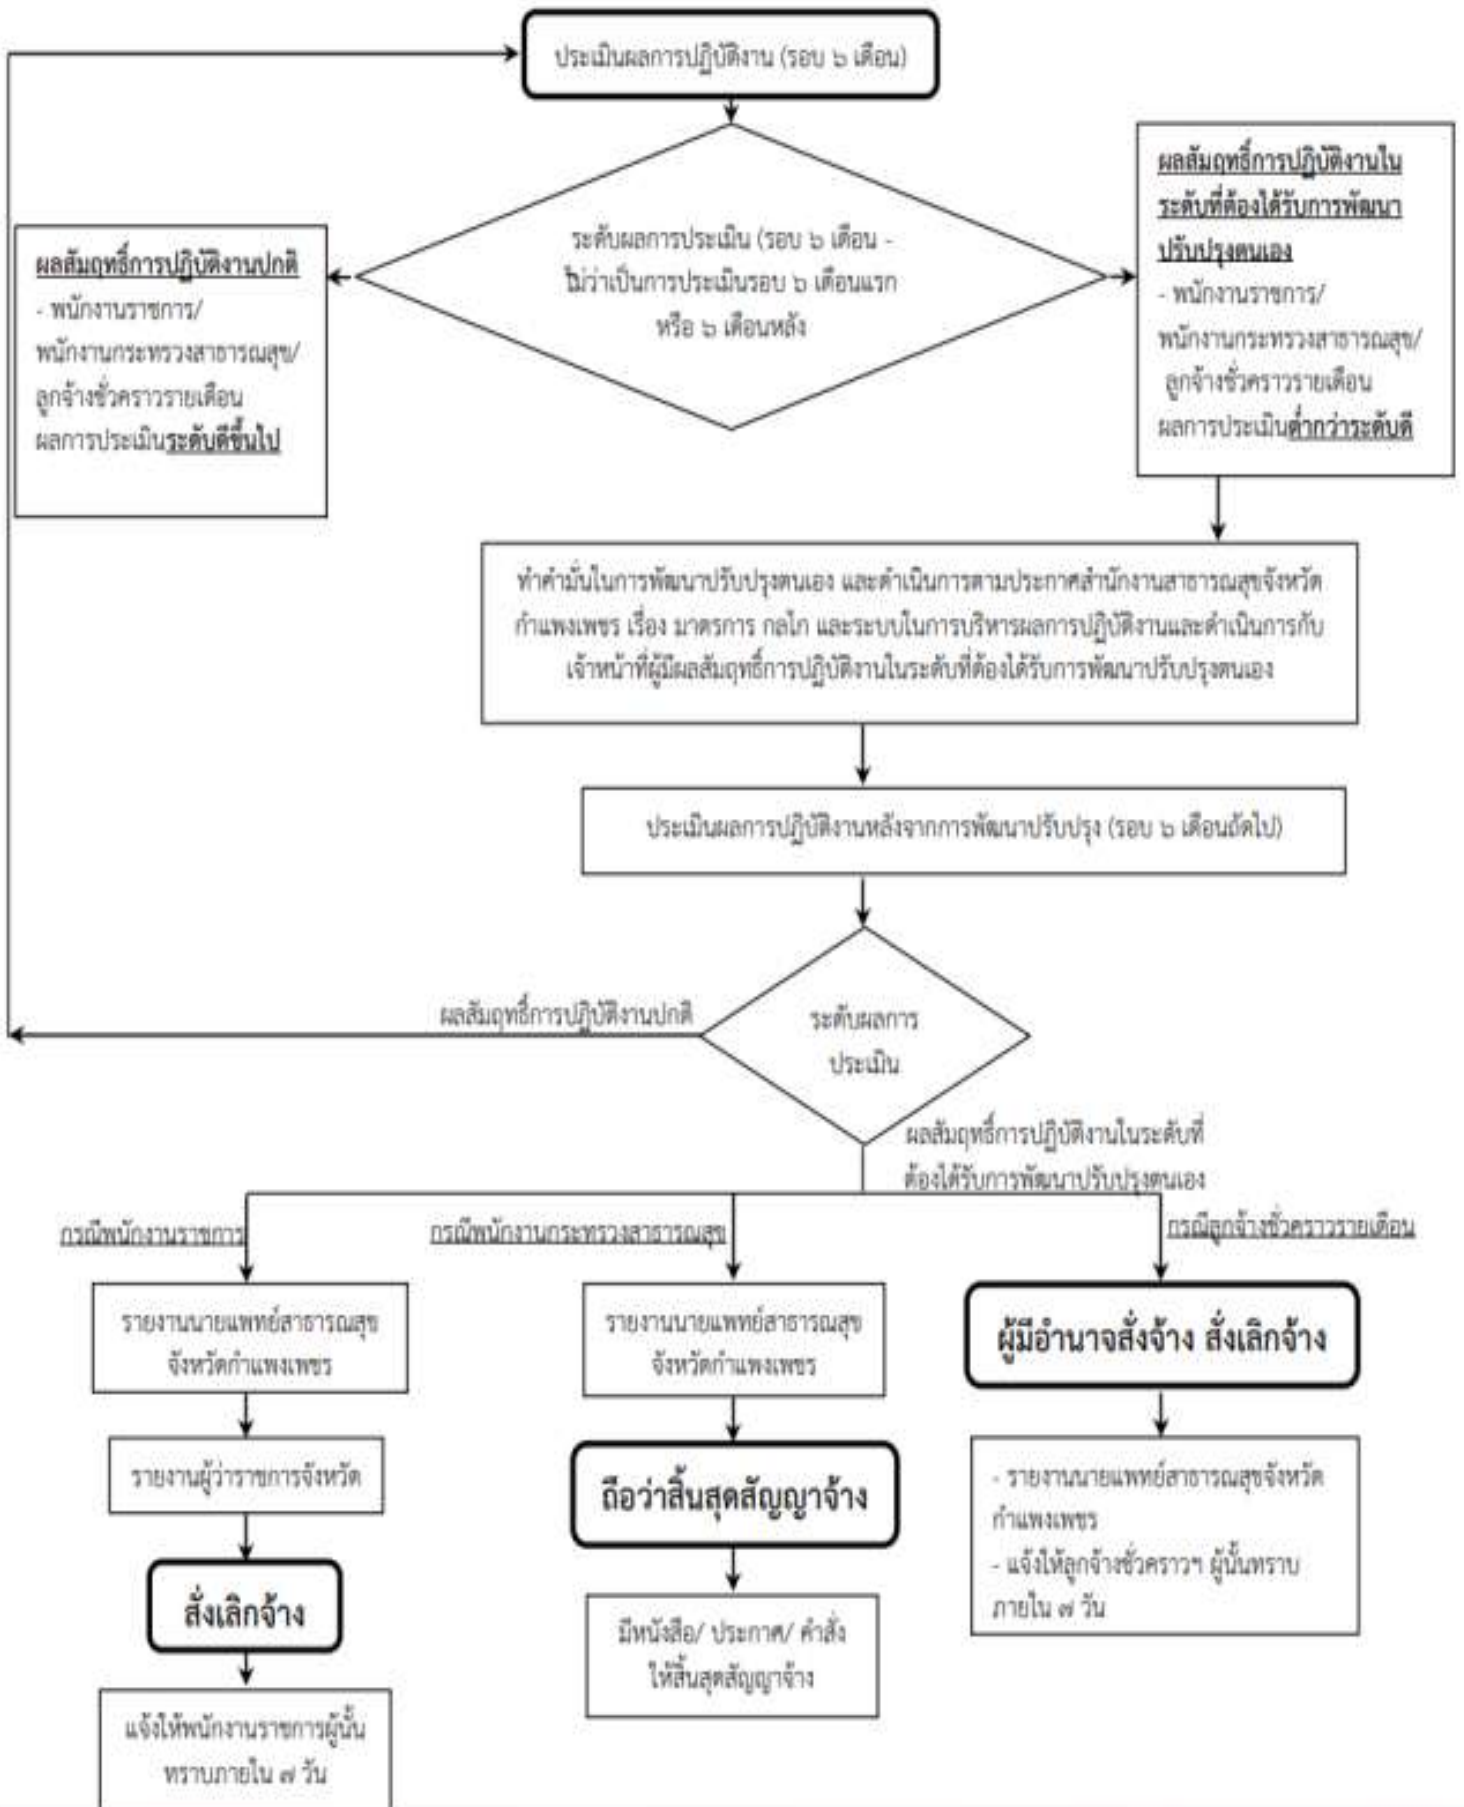 ประเมินผลการปฏิบัติงาน (รอบ ๖ เดือน)
ระดับผลการประเมิน (รอบ ๖ เดือน -
ไม่ว่าเป็นการประเมินรอบ ๖ เดือนแรก
หรือ ๖ เดือนหลัง
ผลสัมฤทธิ์การปฏิบัติงานปกติ
- พนักงานราชการ/
พนักงานกระทรวงสาธารณสุข/
ลูกจ้างชั่วคราวรายเดือน
ผลการประเมินระดับดีขึ้นไป
ผลสัมฤทธิ์การปฏิบัติงานใน
ระดับที่ต้องได้รับการพัฒนา
ปรับปรุงตนเอง
- พนักงานราชการ/
พนักงานกระทรวงสาธารณสุข/
ลูกจ้างชั่วคราวรายเดือน
ผลการประเมินต่ำกว่าระดับดี
ทำคำมั่นในการพัฒนาปรับปรุงตนเอง และดำเนินการตามประกาศสำนักงานสาธารณสุขจังหวัด
กำแพงเพชร เรื่อง มาตรการ กลไก และระบบในการบริหารผลการปฏิบัติงานและดำเนินการกับ
เจ้าหน้าที่ผู้มีผลสัมฤทธิ์การปฏิบัติงานในระดับที่ต้องได้รับการพัฒนาปรับปรุงตนเอง
ประเมินผลการปฏิบัติงานหลังจากการพัฒนาปรับปรุง (รอบ ๖ เดือนถัดไป)
ระดับผลการ
ประเมิน
ผลสัมฤทธิ์การปฏิบัติงานปกติ
ผลสัมฤทธิ์การปฏิบัติงานในระดับที่
ต้องได้รับการพัฒนาปรับปรุงตนเอง
กรณีพนักงานราชการ
รายงานนายแพทย์สาธารณสุข
จังหวัดกำแพงเพชร
รายงานผู้ว่าราชการจังหวัด
สั่งเลิกจ้าง
แจ้งให้พนักงานราชการผู้นั้น
ทราบภายใน ๗ วัน
กรณีพนักงานกระทรวงสาธารณสุข
รายงานนายแพทย์สาธารณสุข
จังหวัดกำแพงเพชร
ถือว่าสิ้นสุดสัญญาจ้าง
มีหนังสือ/ ประกาศ/ คำสั่ง
ให้สิ้นสุดสัญญาจ้าง
กรณีลูกจ้างชั่วคราวรายเดือน
ผู้มีอำนาจสั่งจ้าง สั่งเลิกจ้าง
- รายงานนายแพทย์สาธารณสุขจังหวัด
กำแพงเพชร
- แจ้งให้ลูกจ้างชั่วคราวฯ ผู้นั้นทราบ
ภายใน ๗ วัน